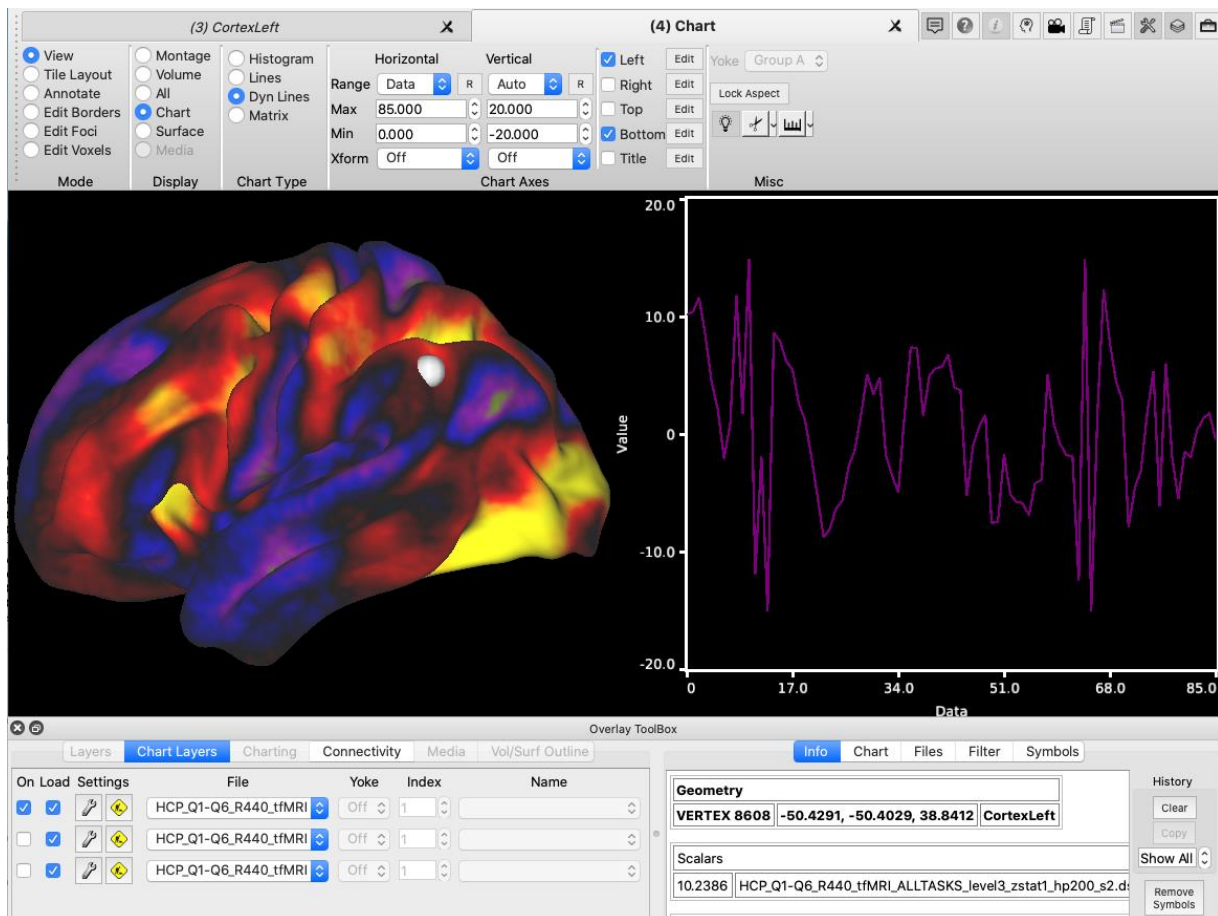 (3) CortexLeft
(4) Chart
View
Tile Layout
Annotate
Edit Borders
Edit Foci
Edit Voxels
Mode
Montage
Volume
All
Chart
Surface
Media
Display
Histogram
Lines
Dyn Lines
Matrix
Chart Type
Horizontal Vertical
Range Data R Auto R
Max 85.000 20.000
Min 0.000 -20.000
Xform Off Off
Left Edit
Right Edit
Top Edit
Bottom Edit
Title Edit
Chart Axes
Yoke Group A
Lock Aspect
Misc
20.0
10.0
0
-10.0
-20.0
Value
0 17.0 34.0 51.0 68.0 85.0
Data
Overlay ToolBox
Layers Chart Layers Charting Connectivity Media Vol/Surf Outline
On Load Settings File Yoke Index Name
HCP_Q1-Q6_R440_tfMRI Off 1
HCP_Q1-Q6_R440_tfMRI Off 1
HCP_Q1-Q6_R440_tfMRI Off 1
Info Chart Files Filter Symbols
Geometry
VERTEX 8608 -50.4291, -50.4029, 38.8412 CortexLeft
Scalars
10.2386 HCP_Q1-Q6_R440_tfMRI_ALLTASKS_level3_zstat1_hp200_s2.ds
History
Clear
Copy
Show All
Remove
Symbols